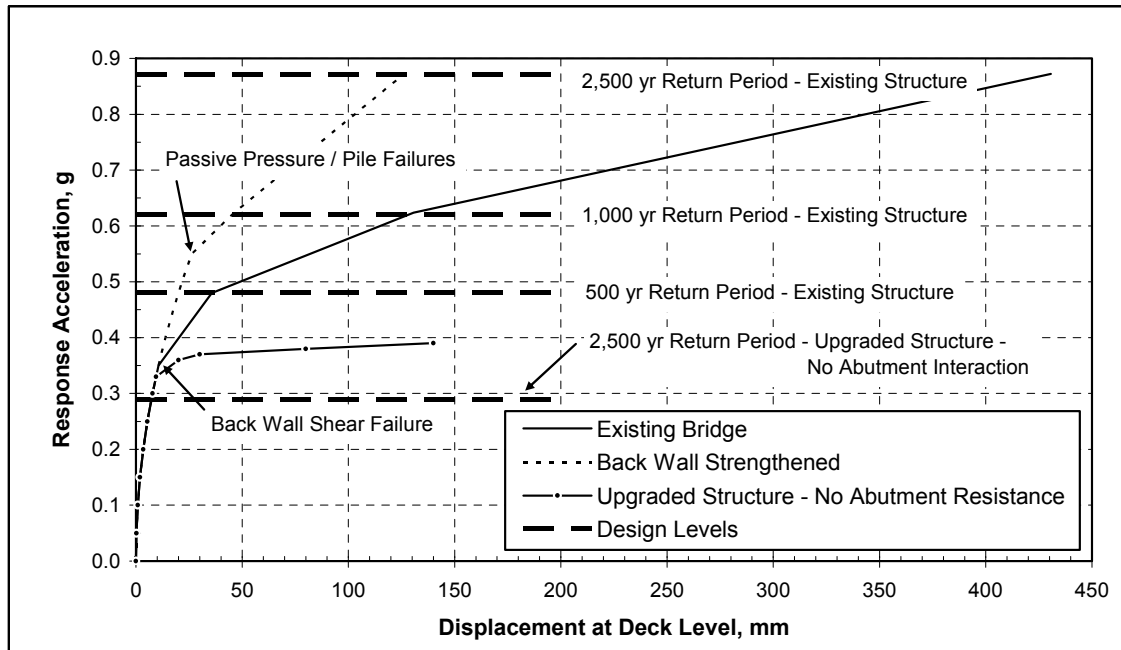 0.9
0.8
0.7
0.6
0.5
0.4
0.3
0.2
0.1
0.0
Response Acceleration, g
2,500 yr Return Period - Existing Structure
Passive Pressure / Pile Failures
1,000 yr Return Period - Existing Structure
500 yr Return Period - Existing Structure
2,500 yr Return Period - Upgraded Structure -
No Abutment Interaction
Back Wall Shear Failure
Existing Bridge
Back Wall Strengthened
Upgraded Structure - No Abutment Resistance
Design Levels
0 50 100 150 200 250 300 350 400 450
Displacement at Deck Level, mm